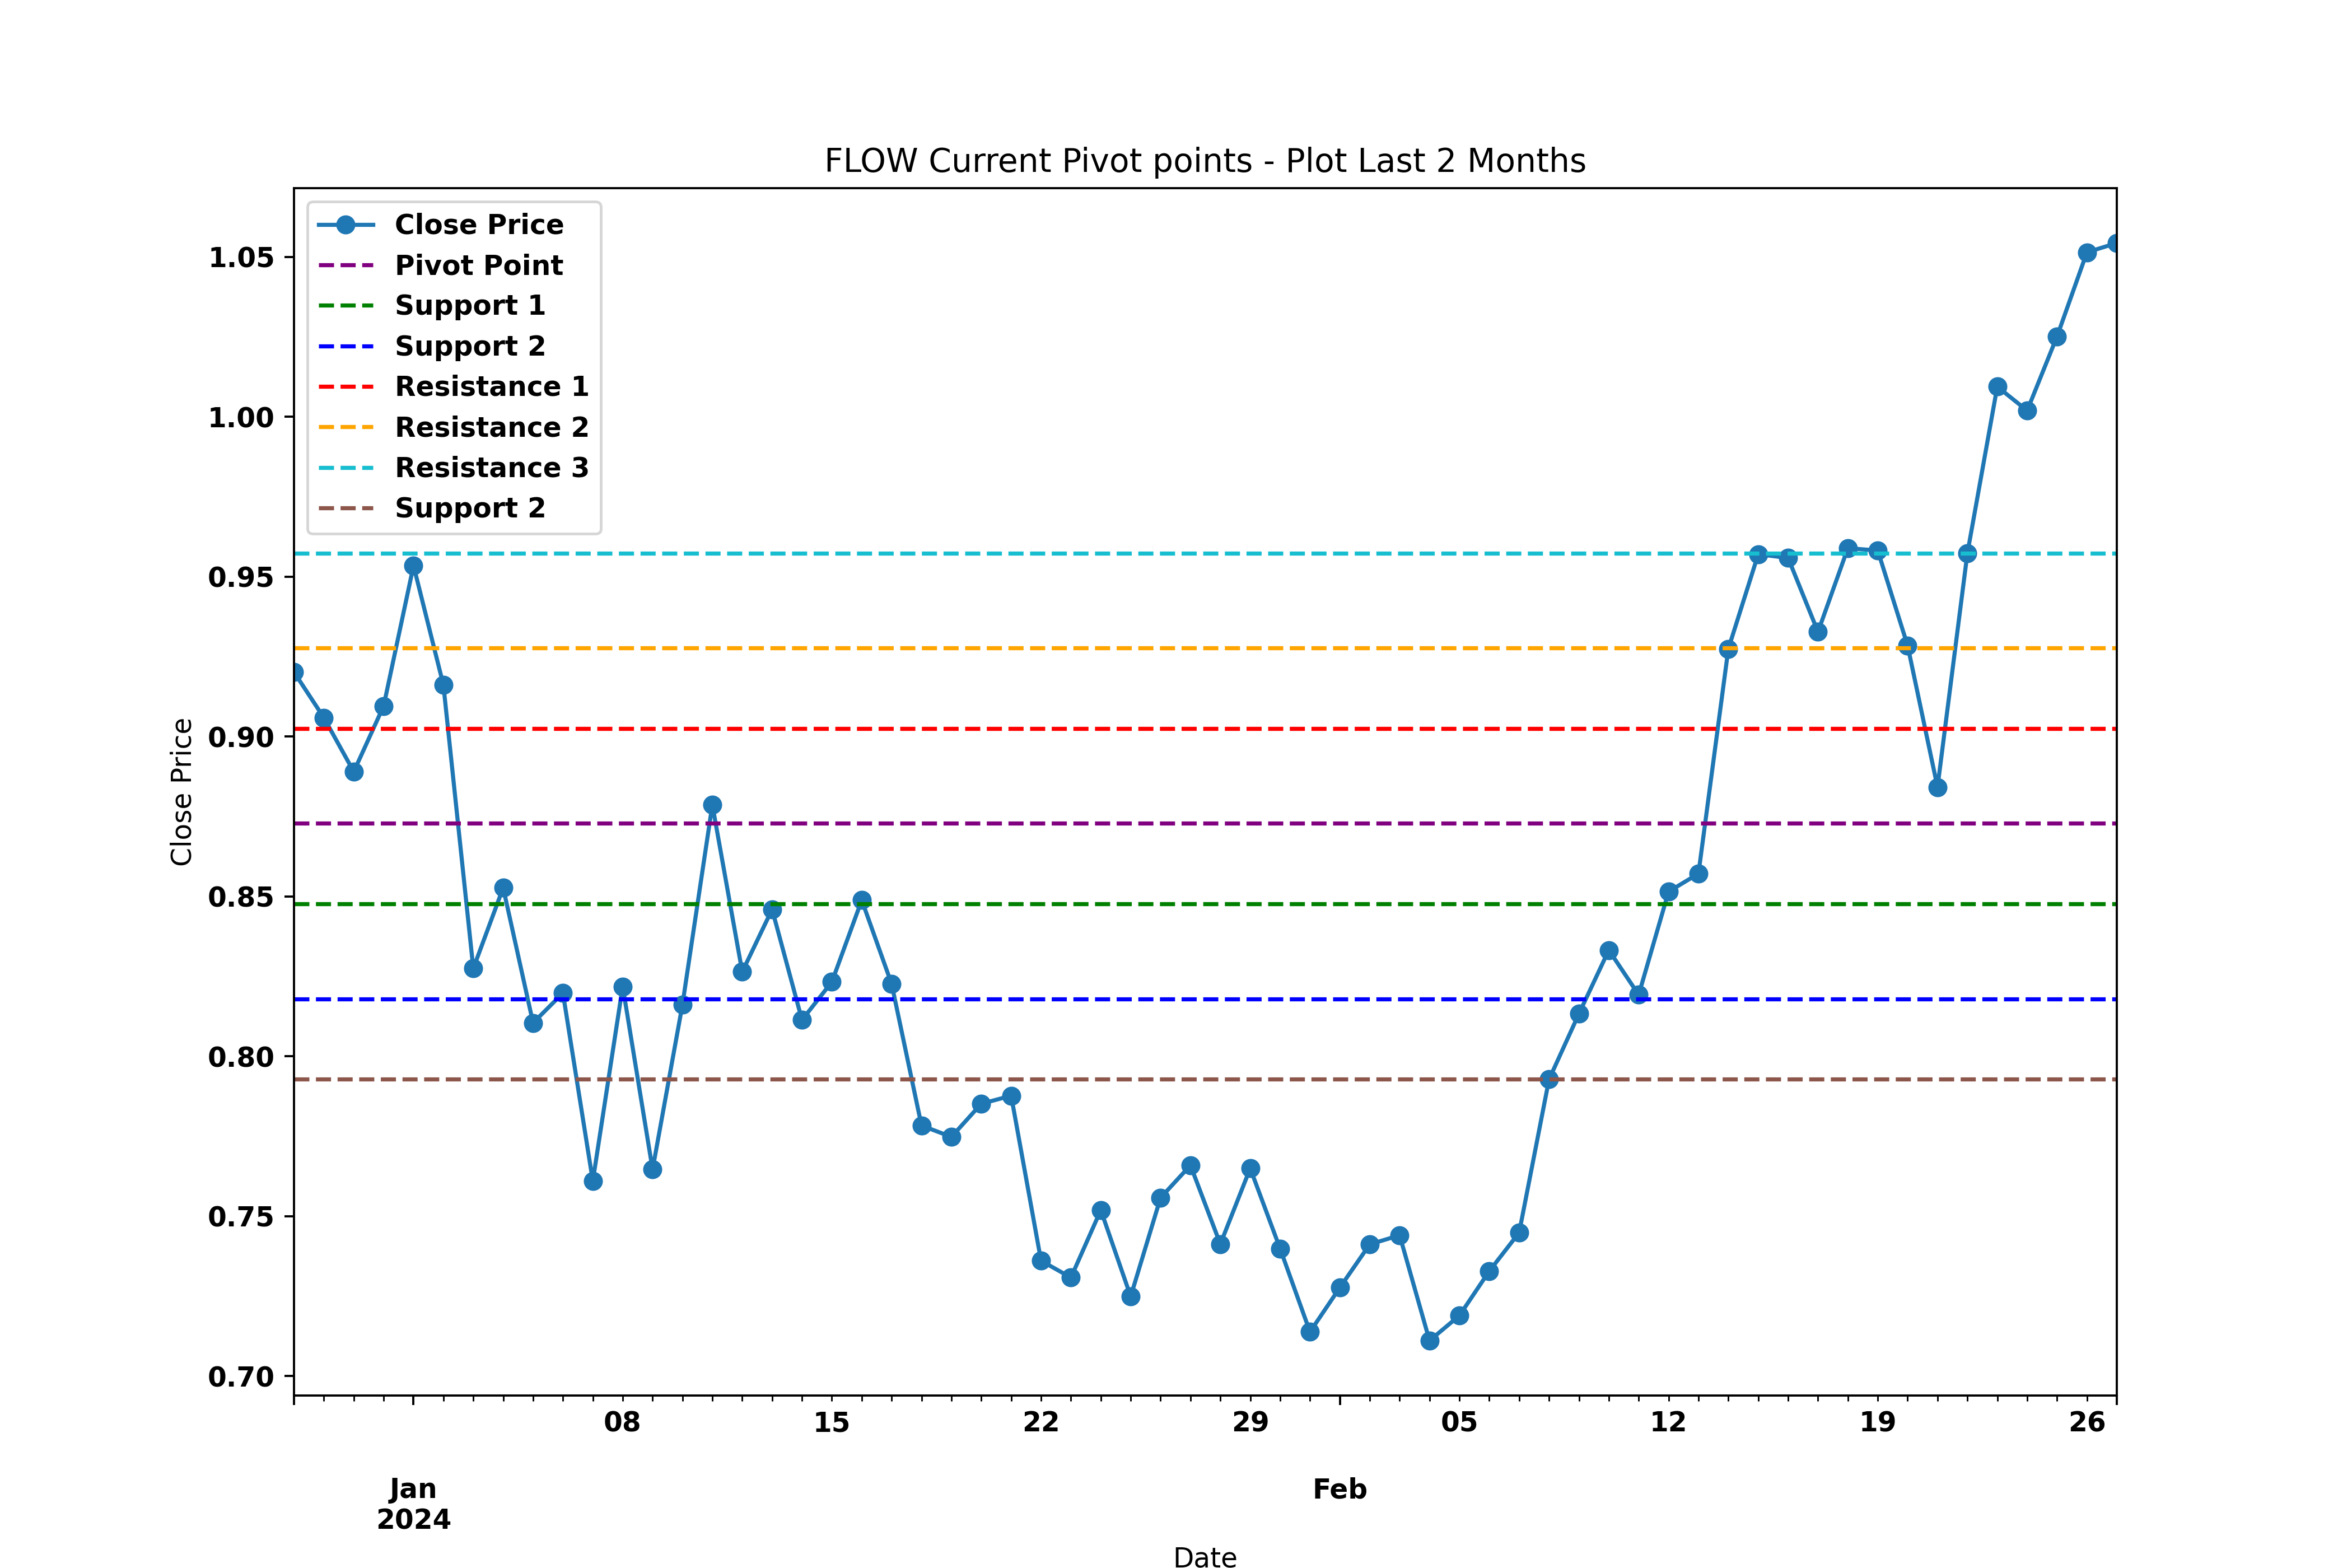 FLOW Current Pivot points - Plot Last 2 Months
Close Price
Pivot Point
Support 1
Support 2
Resistance 1
Resistance 2
Resistance 3
Support 2
1.05
1.00
0.95
0.90
0.85
0.80
0.75
0.70
Close Price
08 15 22 29 05 12 19 26
Jan Feb
2024
Date